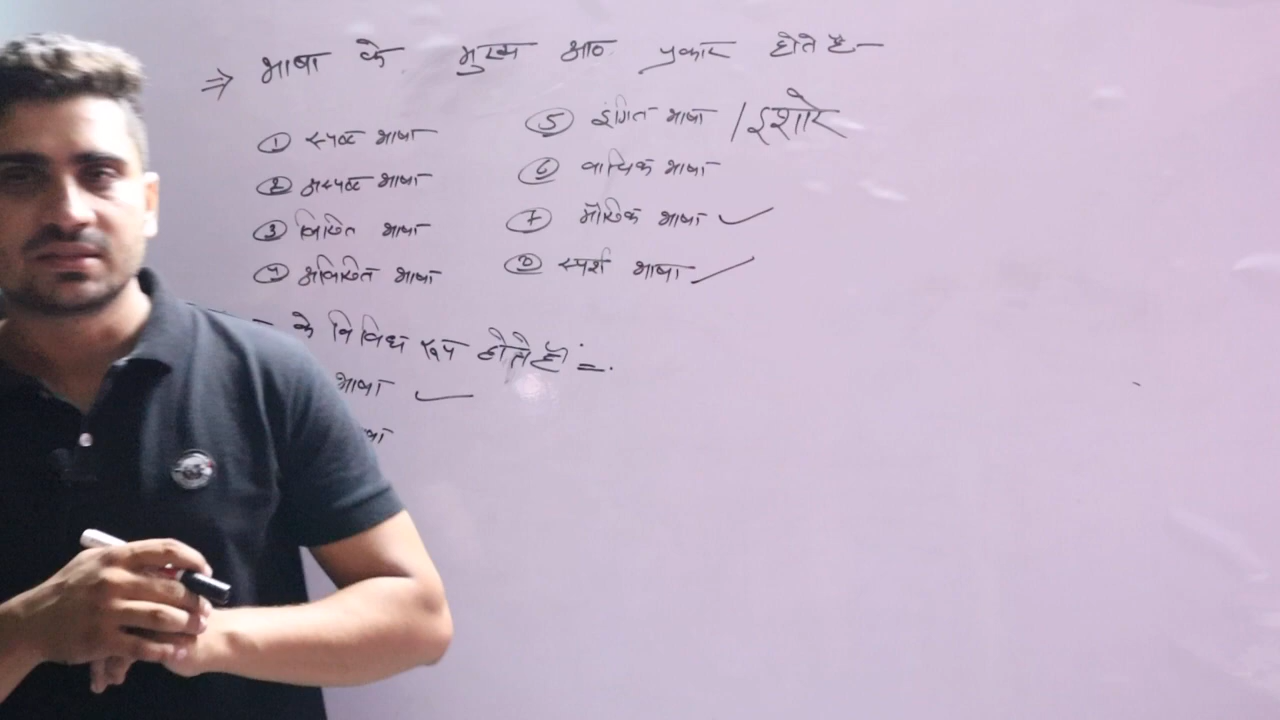 ⇒ भाषा के मुख्य आठ प्रकार होते है-
① स्पष्ट भाषा
② अस्पष्ट भाषा
③ लिखित भाषा
④ अलिखित भाषा
⑤ इंगित भाषा / इशारे
⑥ वाचिक भाषा
⑦ मौखिक भाषा
⑧ स्पर्श भाषा
के विविध रूप होते हैं:-
भाषा